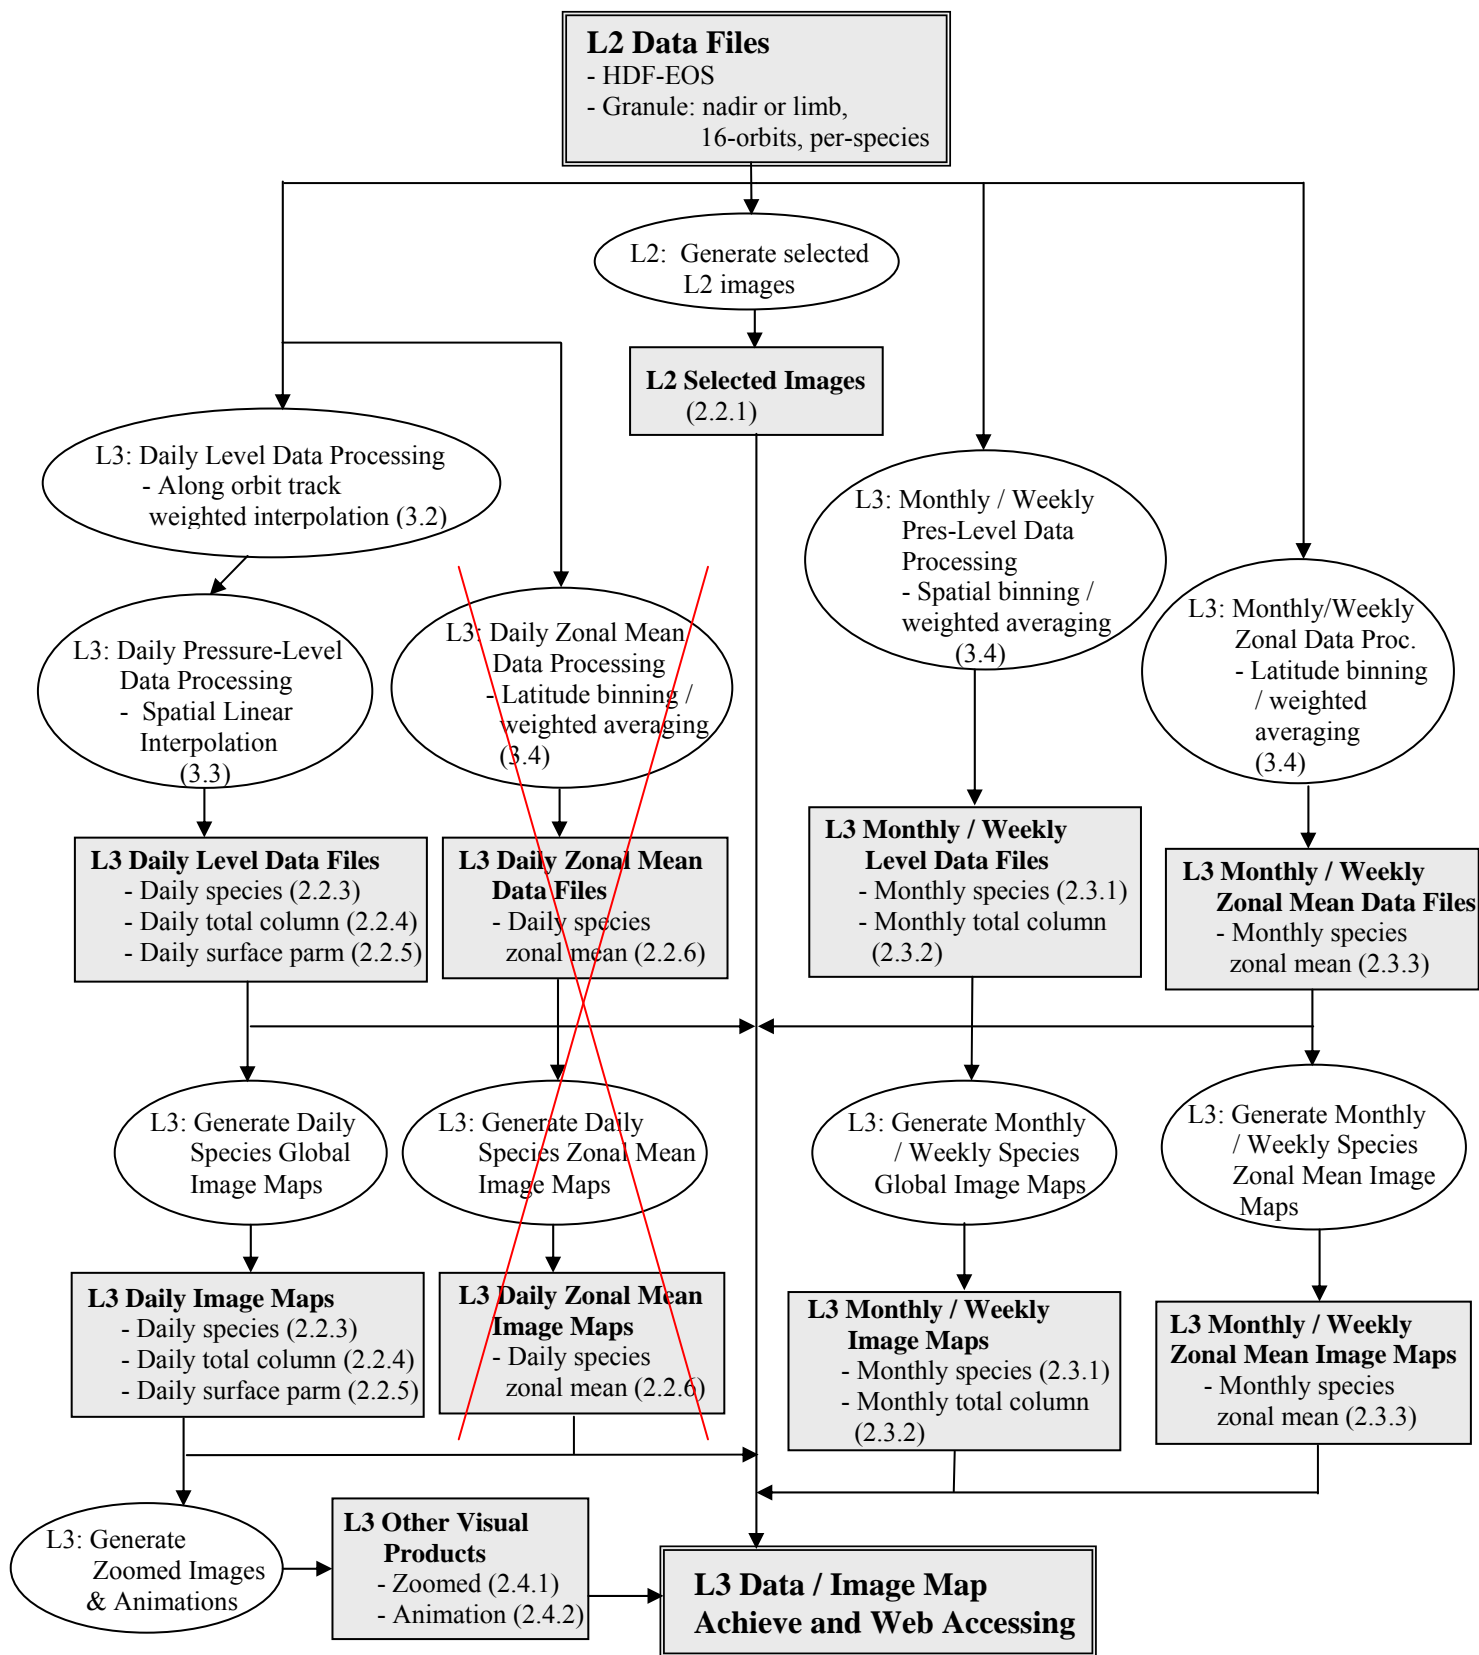 L2 Data Files
- HDF-EOS
- Granule: nadir or limb,
16-orbits, per-species
L2: Generate selected
L2 images
L2 Selected Images
(2.2.1)
L3: Daily Level Data Processing
- Along orbit track
weighted interpolation (3.2)
L3: Daily Pressure-Level
Data Processing
- Spatial Linear
Interpolation
(3.3)
L3: Daily Zonal Mean
Data Processing
- Latitude binning /
weighted averaging
(3.4)
L3: Monthly / Weekly
Pres-Level Data
Processing
- Spatial binning /
weighted averaging
(3.4)
L3: Monthly/Weekly
Zonal Data Proc.
- Latitude binning
/ weighted
averaging
(3.4)
L3 Daily Level Data Files
- Daily species (2.2.3)
- Daily total column (2.2.4)
- Daily surface parm (2.2.5)
L3 Daily Zonal Mean
Data Files
- Daily species
zonal mean (2.2.6)
L3 Monthly / Weekly
Level Data Files
- Monthly species (2.3.1)
- Monthly total column
(2.3.2)
L3 Monthly / Weekly
Zonal Mean Data Files
- Monthly species
zonal mean (2.3.3)
L3: Generate Daily
Species Global
Image Maps
L3: Generate Daily
Species Zonal Mean
Image Maps
L3: Generate Monthly
/ Weekly Species
Global Image Maps
L3: Generate Monthly
/ Weekly Species
Zonal Mean Image
Maps
L3 Daily Image Maps
- Daily species (2.2.3)
- Daily total column (2.2.4)
- Daily surface parm (2.2.5)
L3 Daily Zonal Mean
Image Maps
- Daily species
zonal mean (2.2.6)
L3 Monthly / Weekly
Image Maps
- Monthly species (2.3.1)
- Monthly total column
(2.3.2)
L3 Monthly / Weekly
Zonal Mean Image Maps
- Monthly species
zonal mean (2.3.3)
L3: Generate
Zoomed Images
& Animations
L3 Other Visual
Products
- Zoomed (2.4.1)
- Animation (2.4.2)
L3 Data / Image Map
Achieve and Web Accessing